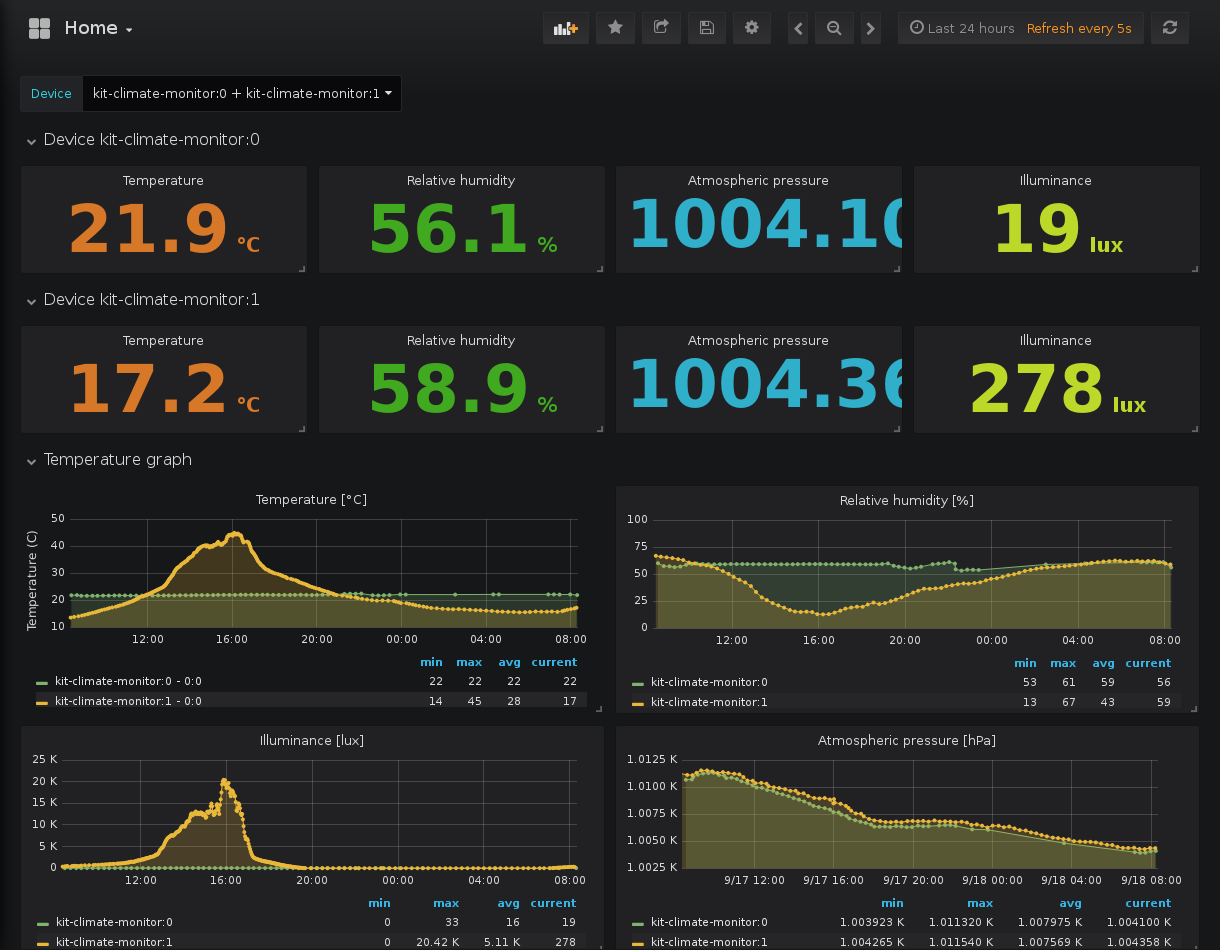 Home
Last 24 hours Refresh every 5s
Device kit-climate-monitor:0 + kit-climate-monitor:1
Device kit-climate-monitor:0
Temperature Relative humidity Atmospheric pressure Illuminance
21.9 °C 56.1 % 1004.10 19 lux
Device kit-climate-monitor:1
Temperature Relative humidity Atmospheric pressure Illuminance
17.2 °C 58.9 % 1004.36 278 lux
Temperature graph
Temperature [°C]
Temperature (C)
50
40
30
20
10
12:00 16:00 20:00 00:00 04:00 08:00
min max avg current
kit-climate-monitor:0 - 0:0 22 22 22 22
kit-climate-monitor:1 - 0:0 14 45 28 17
Relative humidity [%]
100
75
50
25
0
12:00 16:00 20:00 00:00 04:00 08:00
min max avg current
kit-climate-monitor:0 53 61 59 56
kit-climate-monitor:1 13 67 43 59
Illuminance [lux]
25 K
20 K
15 K
10 K
5 K
0
12:00 16:00 20:00 00:00 04:00 08:00
min max avg current
kit-climate-monitor:0 0 33 16 19
kit-climate-monitor:1 0 20.42 K 5.11 K 278
Atmospheric pressure [hPa]
1.0125 K
1.0100 K
1.0075 K
1.0050 K
1.0025 K
9/17 12:00 9/17 16:00 9/17 20:00 9/18 00:00 9/18 04:00 9/18 08:00
min max avg current
kit-climate-monitor:0 1.003923 K 1.011320 K 1.007975 K 1.004100 K
kit-climate-monitor:1 1.004265 K 1.011540 K 1.007569 K 1.004358 K